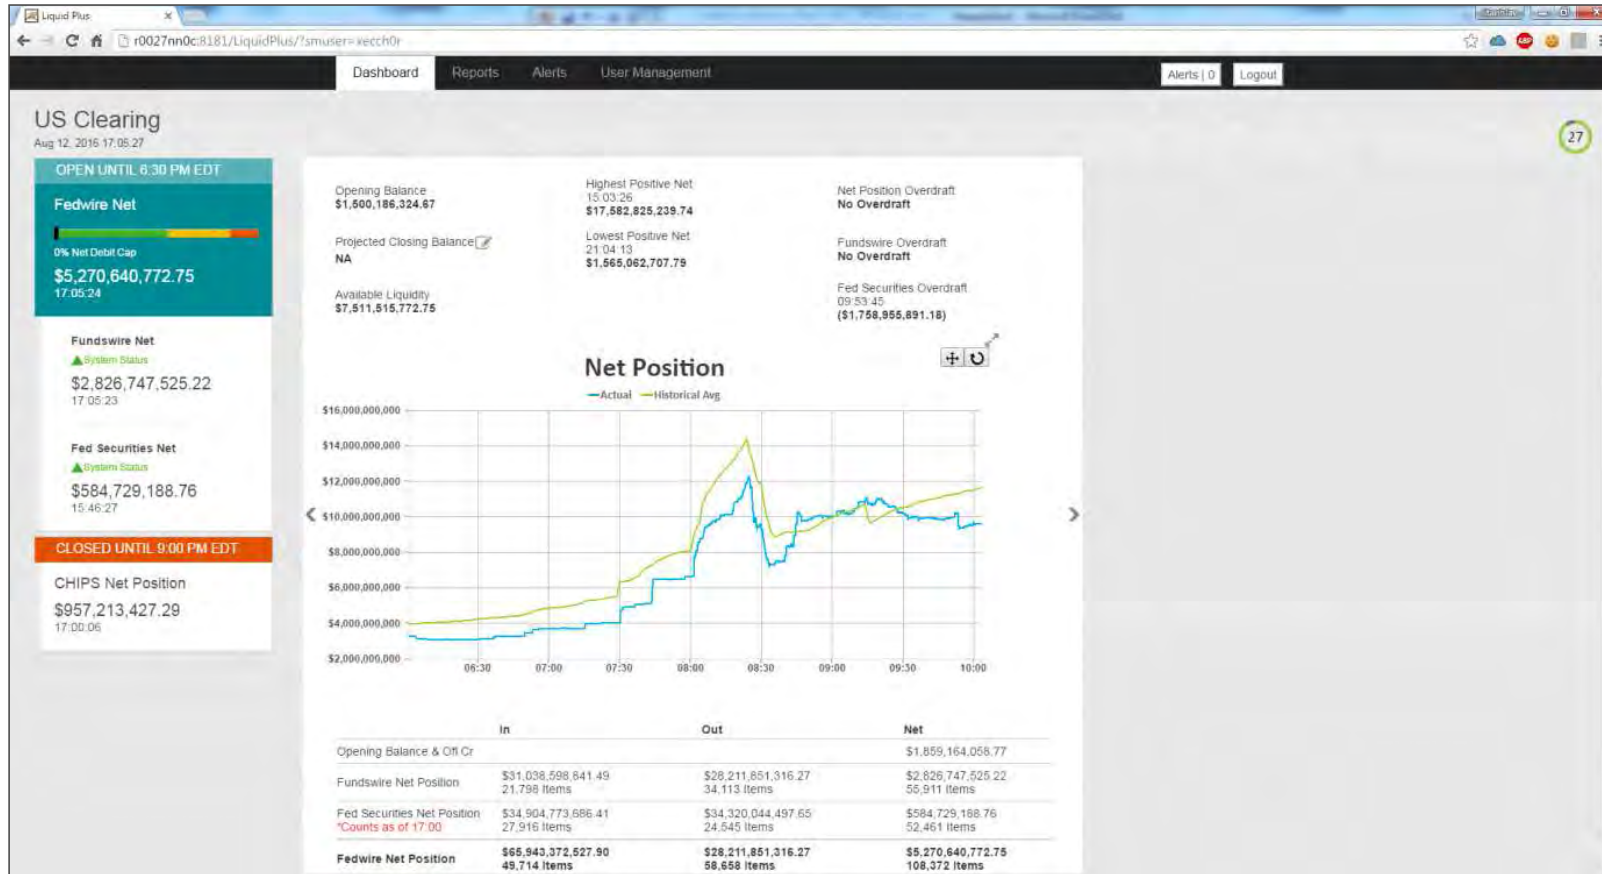 Liquid Plus
r0027nn0c:8181/LiquidPlus/?smuser=xecch0r
Dashboard Reports Alerts User Management
Alerts | 0 Logout
US Clearing
Aug 12, 2016 17:05:27
27
OPEN UNTIL 6:30 PM EDT
Fedwire Net
0% Net Debit Cap
$5,270,640,772.75
17:05:24
Fundswire Net
System Status
$2,826,747,525.22
17:05:23
Fed Securities Net
System Status
$584,729,188.76
15:46:27
CLOSED UNTIL 9:00 PM EDT
CHIPS Net Position
$957,213,427.29
17:00:06
Opening Balance
$1,500,186,324.67
Projected Closing Balance
NA
Available Liquidity
$7,511,515,772.75
Highest Positive Net
15:03:26
$17,582,825,239.74
Lowest Positive Net
21:04:13
$1,565,062,707.79
Net Position Overdraft
No Overdraft
Fundswire Overdraft
No Overdraft
Fed Securities Overdraft
09:53:45
($1,758,955,891.18)
Net Position
Actual Historical Avg
$16,000,000,000
$14,000,000,000
$12,000,000,000
$10,000,000,000
$8,000,000,000
$6,000,000,000
$4,000,000,000
$2,000,000,000
06:30 07:00 07:30 08:00 08:30 09:00 09:30 10:00
In Out Net
Opening Balance & Ofl Cr $1,859,164,058.77
Fundswire Net Position $31,038,598,841.49 $28,211,851,316.27 $2,826,747,525.22
21,798 Items 34,113 Items 55,911 Items
Fed Securities Net Position $34,904,773,686.41 $34,320,044,497.65 $584,729,188.76
*Counts as of 17:00 27,916 Items 24,545 Items 52,461 Items
Fedwire Net Position $65,943,372,527.90 $28,211,851,316.27 $5,270,640,772.75
49,714 Items 58,658 Items 108,372 Items